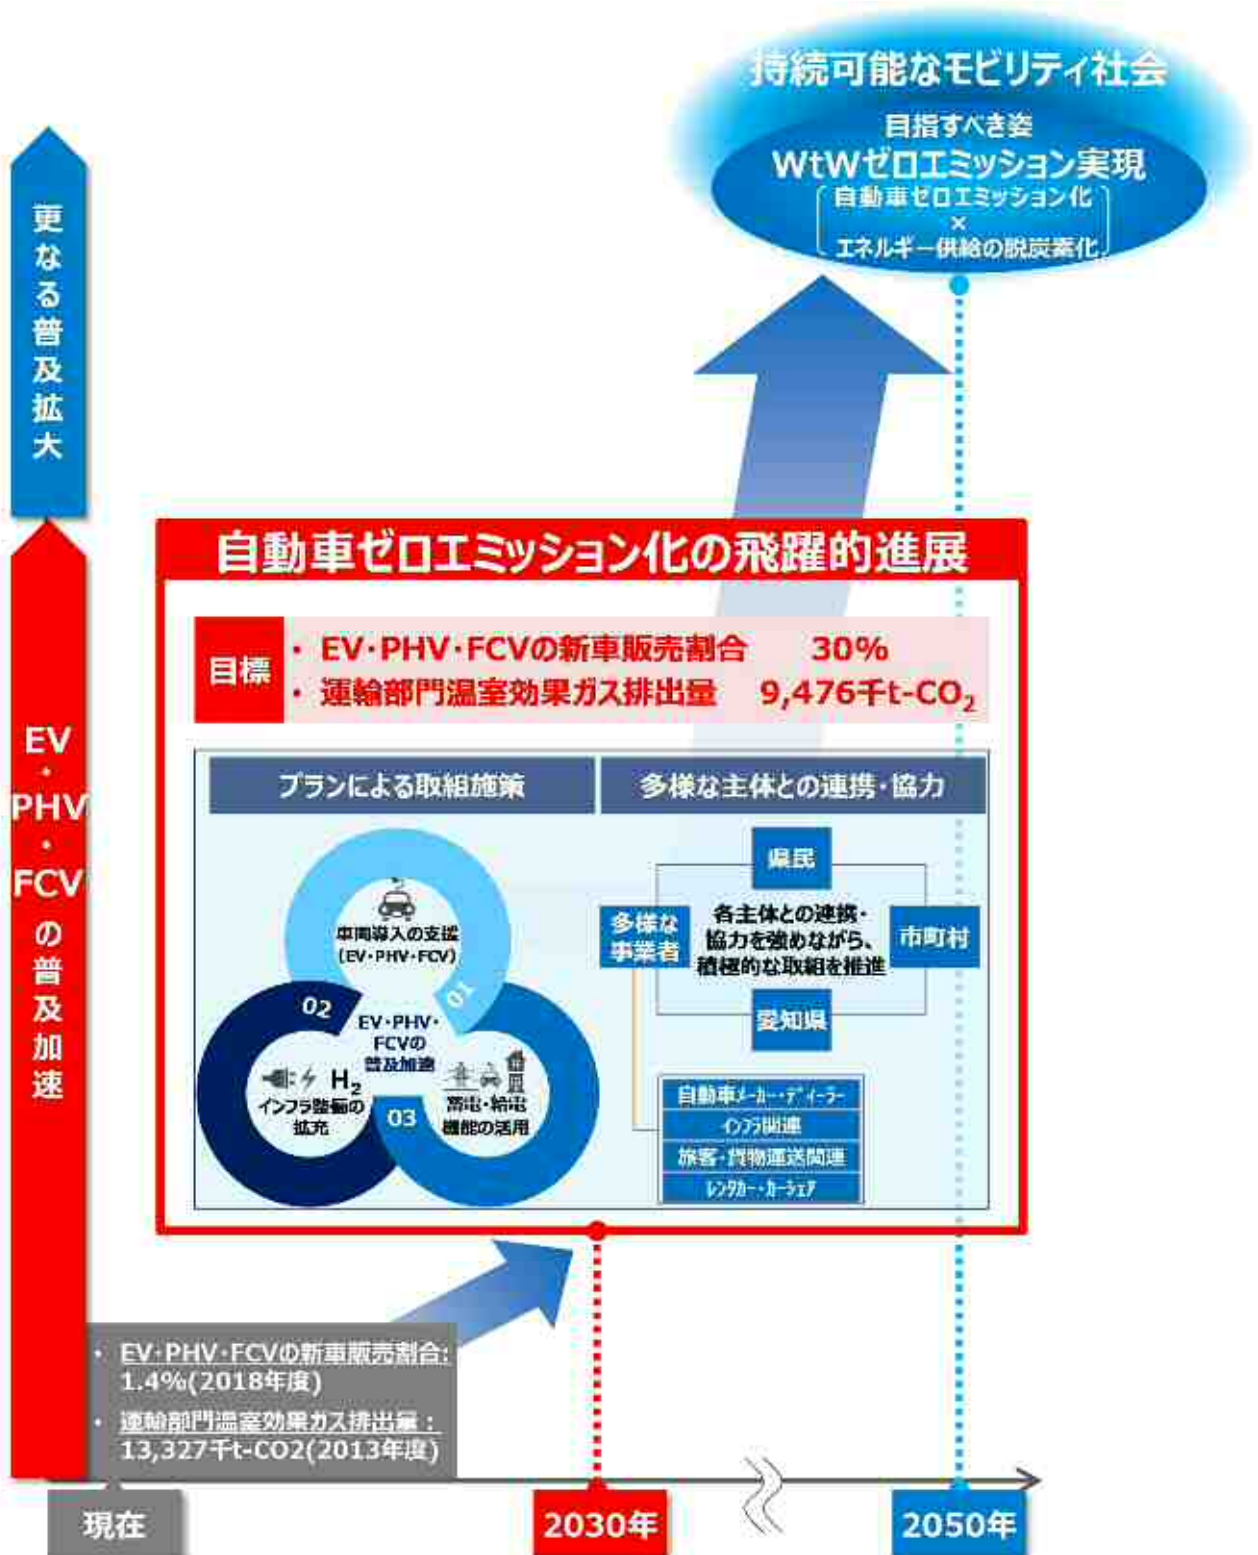 持続可能なモビリティ社会
目指すべき姿
WtWゼロエミッション実現
自動車ゼロエミッション化
×
エネルギー供給の脱炭素化
更なる普及拡大
自動車ゼロエミッション化の飛躍的進展
目標
・ EV・PHV・FCVの新車販売割合 30%
・ 運輸部門温室効果ガス排出量 9,476千t-CO2
EV・PHV・FCVの普及加速
プランによる取組施策
多様な主体との連携・協力
車両導入の支援
(EV・PHV・FCV)
01
02
EV・PHV・
FCVの
普及加速
H2
インフラ整備の
拡充
03
蓄電・給電
機能の活用
県民
多様な
事業者
各主体との連携・
協力を強めながら、
積極的な取組を推進
市町村
愛知県
自動車メーカー・ディーラー
インフラ関連
旅客・貨物運送関連
レンタカー・カーシェア
・ EV・PHV・FCVの新車販売割合:
1.4%(2018年度)
・ 運輸部門温室効果ガス排出量:
13,327千t-CO2(2013年度)
現在
2030年
2050年